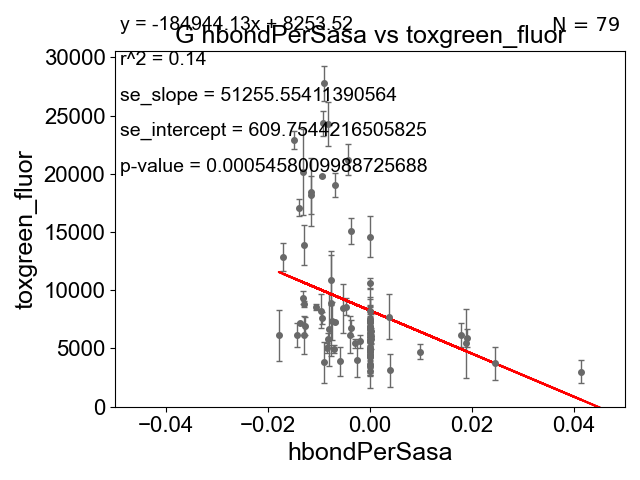 y = -184944.13x + 8253.52
N = 79
G hbondPerSasa vs toxgreen_fluor
r^2 = 0.14
se_slope = 51255.55411390564
se_intercept = 609.7544216505825
p-value = 0.0005458009988725688
30000
25000
20000
15000
10000
5000
0
toxgreen_fluor
−0.04 −0.02 0.00 0.02 0.04
hbondPerSasa